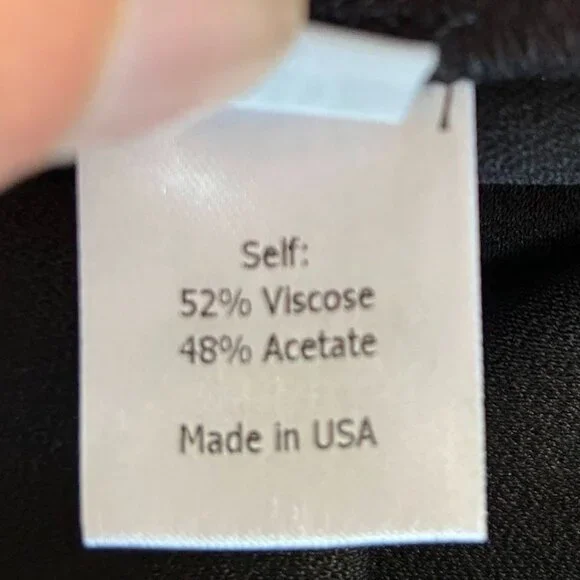 Self:
52% Viscose
48% Acetate
Made in USA